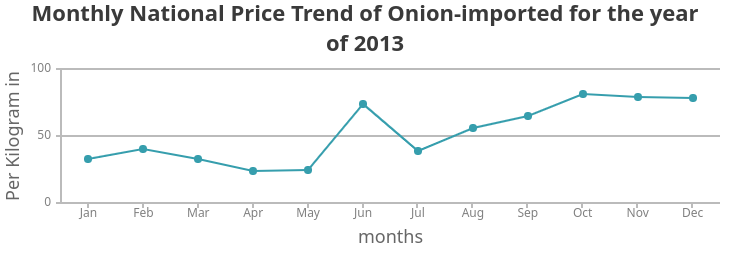 Monthly National Price Trend of Onion-imported for the year
of 2013
Per Kilogram in
100
50
0
Jan Feb Mar Apr May Jun Jul Aug Sep Oct Nov Dec
months